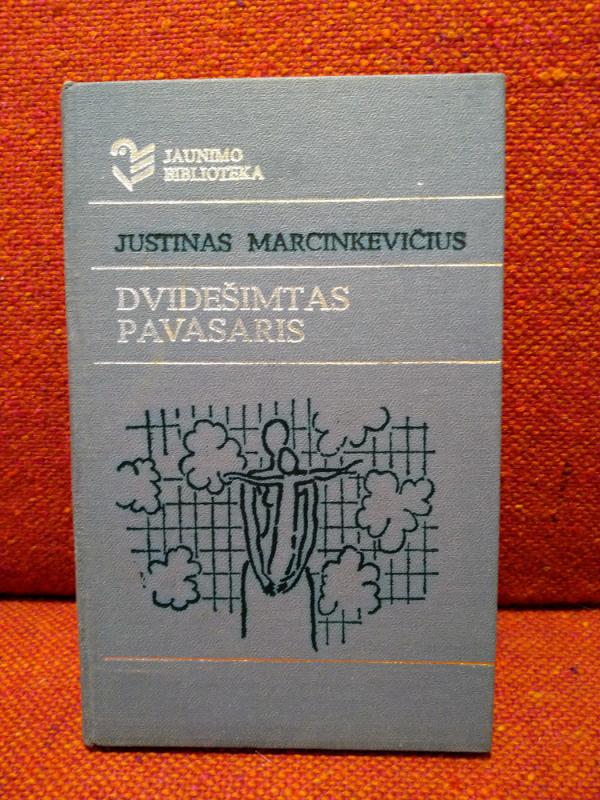 JAUNIMO
BIBLIOTEKA
JUSTINAS MARCINKEVIČIUS
DVIDEŠIMTAS
PAVASARIS